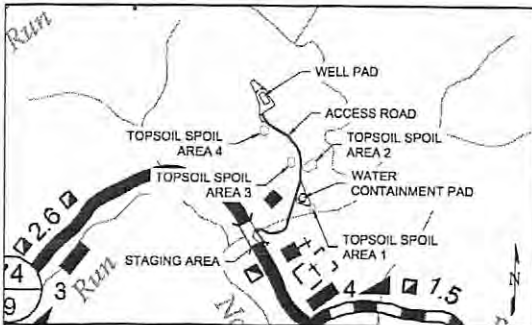 Run
WELL PAD
ACCESS ROAD
TOPSOIL SPOIL
AREA 4
TOPSOIL SPOIL
AREA 2
TOPSOIL SPOIL
AREA 3
WATER
CONTAINMENT PAD
TOPSOIL SPOIL
AREA 1
STAGING AREA
2.6
74
9
3
Run
4
1.5